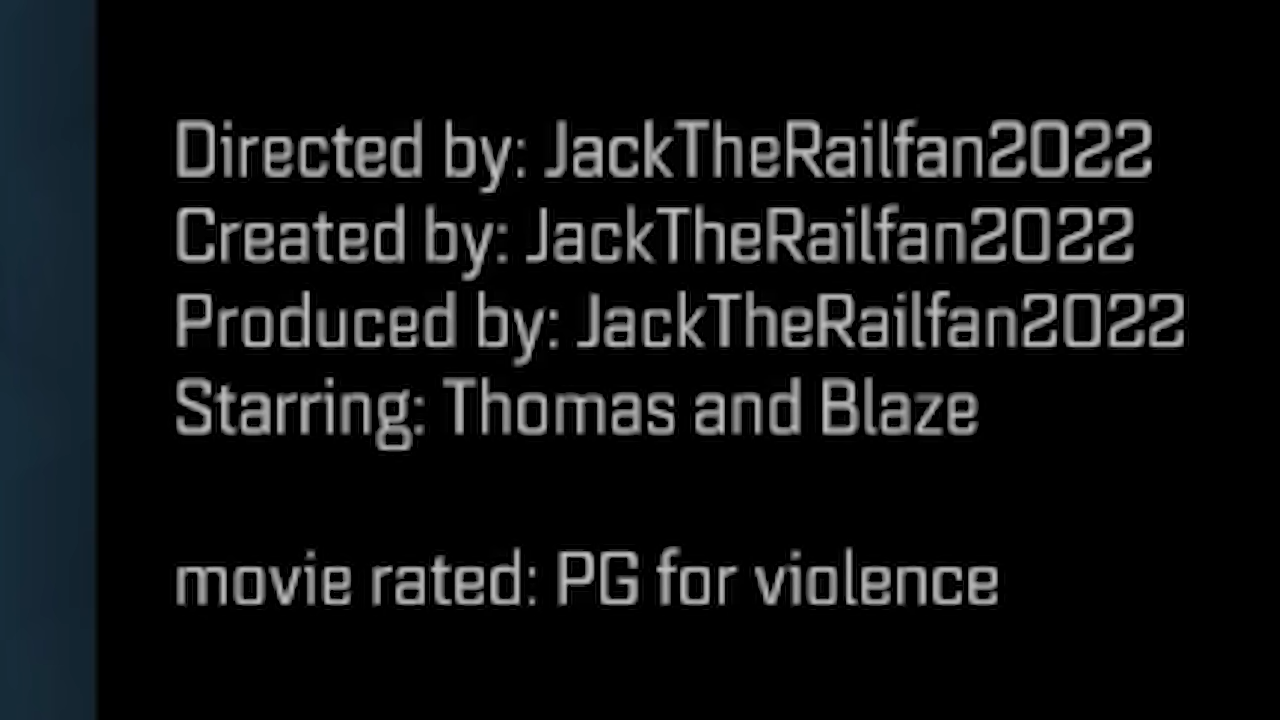 Directed by: JackTheRailfan2022
Created by: JackTheRailfan2022
Produced by: JackTheRailfan2022
Starring: Thomas and Blaze
movie rated: PG for violence